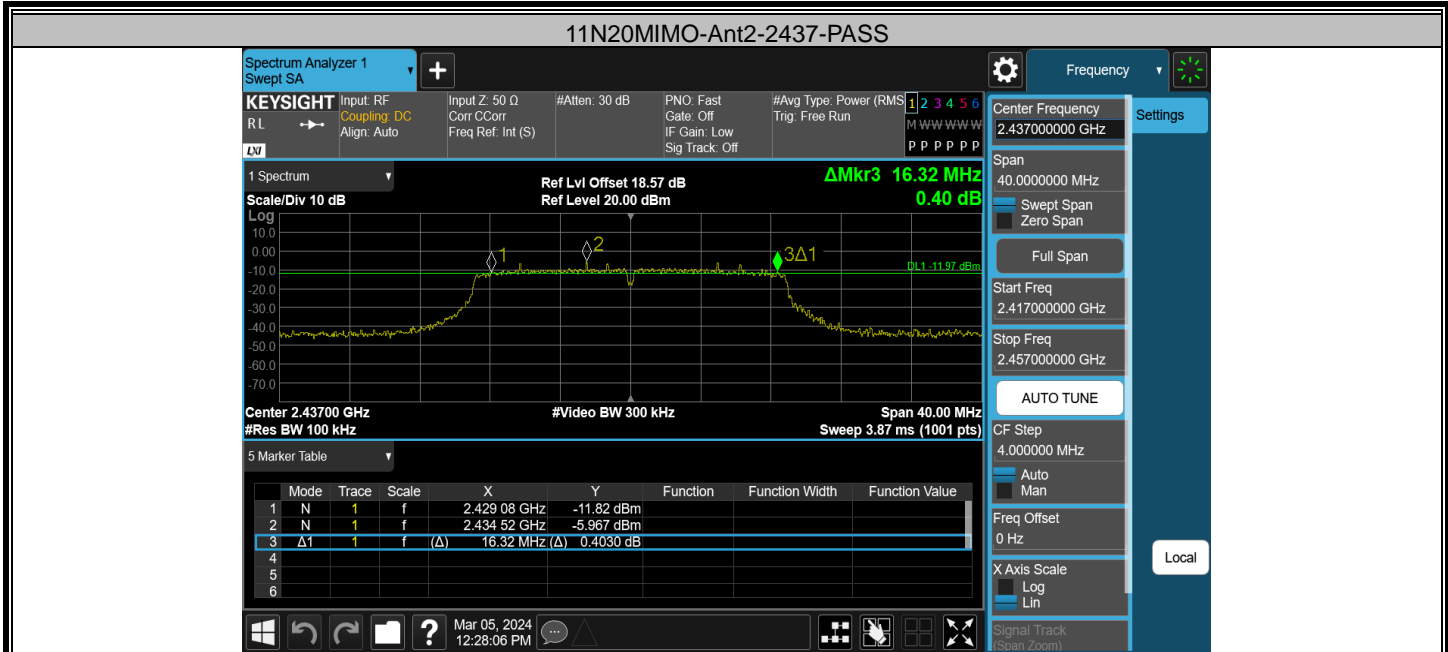 11N20MIMO-Ant2-2437-PASS
Spectrum Analyzer 1
Swept SA
+
Frequency
KEYSIGHT
RL
LXI
Input: RF
Coupling: DC
Align: Auto
Input Z: 50 Ω
Corr CCorr
Freq Ref: Int (S)
#Atten: 30 dB
PNO: Fast
Gate: Off
IF Gain: Low
Sig Track: Off
#Avg Type: Power (RMS
Trig: Free Run
1 2 3 4 5 6
M W W W W W
P P P P P P
1 Spectrum
Scale/Div 10 dB
Ref Lvl Offset 18.57 dB
Ref Level 20.00 dBm
ΔMkr3 16.32 MHz
0.40 dB
Log
10.0
0.00
-10.0
-20.0
-30.0
-40.0
-50.0
-60.0
-70.0
1
2
3Δ1
DL1 -11.97 dBm
Center 2.43700 GHz
#Video BW 300 kHz
Span 40.00 MHz
#Res BW 100 kHz
Sweep 3.87 ms (1001 pts)
5 Marker Table
Mode Trace Scale X Y Function Function Width Function Value
1 N 1 f 2.429 08 GHz -11.82 dBm
2 N 1 f 2.434 52 GHz -5.967 dBm
3 Δ1 1 f (Δ) 16.32 MHz (Δ) 0.4030 dB
4
5
6
Mar 05, 2024
12:28:06 PM
?
Center Frequency
2.437000000 GHz
Settings
Span
40.0000000 MHz
Swept Span
Zero Span
Full Span
Start Freq
2.417000000 GHz
Stop Freq
2.457000000 GHz
AUTO TUNE
CF Step
4.000000 MHz
Auto
Man
Freq Offset
0 Hz
X Axis Scale
Log
Lin
Local
Signal Track
(Span Zoom)